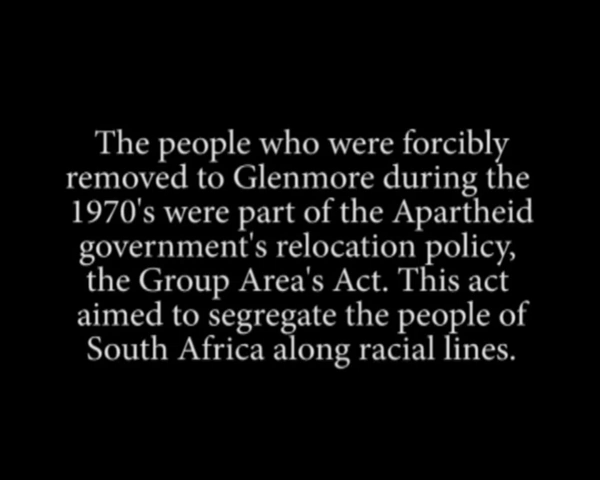 The people who were forcibly
removed to Glenmore during the
1970's were part of the Apartheid
government's relocation policy,
the Group Area's Act. This act
aimed to segregate the people of
South Africa along racial lines.